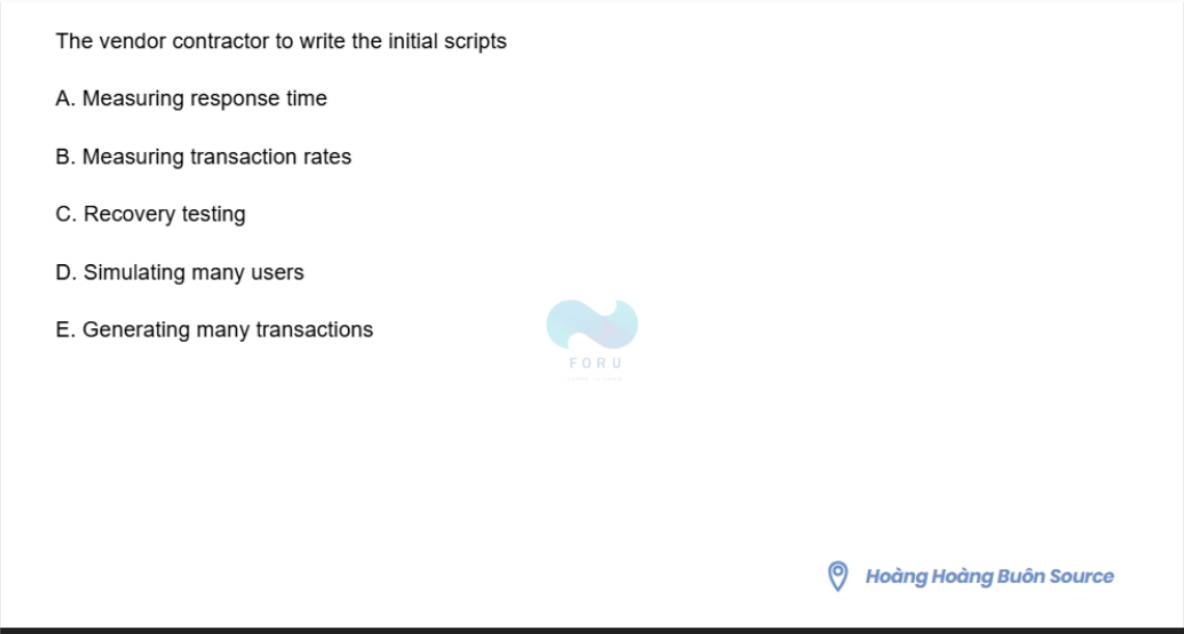 The vendor contractor to write the initial scripts
A. Measuring response time
B. Measuring transaction rates
C. Recovery testing
D. Simulating many users
E. Generating many transactions
FORU
Hoàng Hoàng Buôn Source